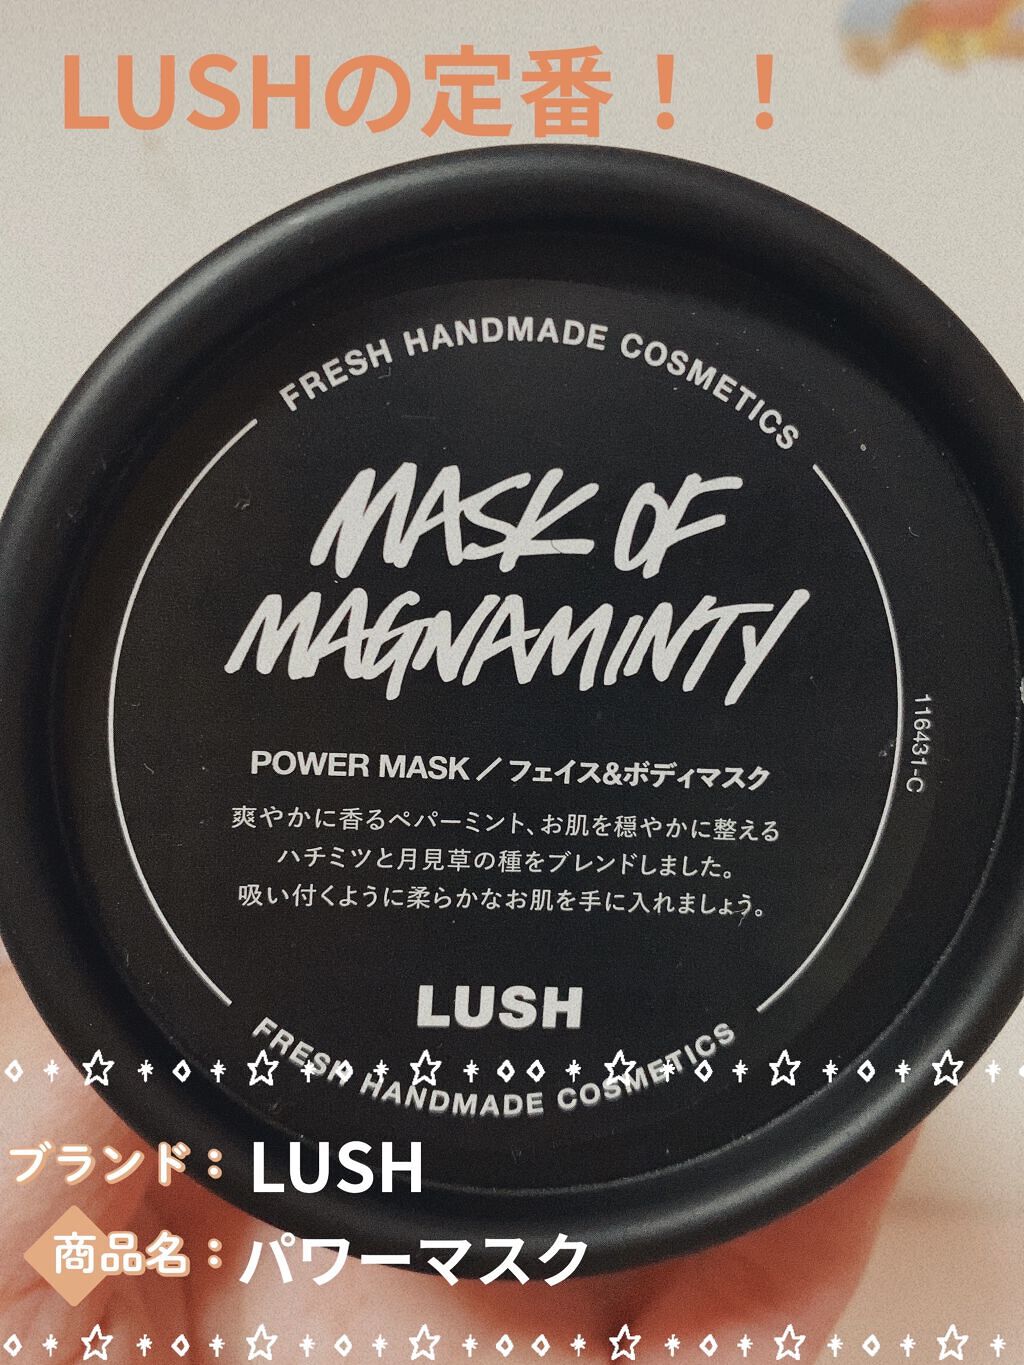 LUSHの定番！！
FRESH HANDMADE COSMETICS
MASK OF
MAGNAMINTY
116431-C
POWER MASK／フェイス&ボディマスク
爽やかに香るペパーミント、お肌を穏やかに整える
ハチミツと月見草の種をブレンドしました。
吸い付くように柔らかなお肌を手に入れましょう。
LUSH
FRESH HANDMADE COSMETICS
ブランド：LUSH
商品名：パワーマスク